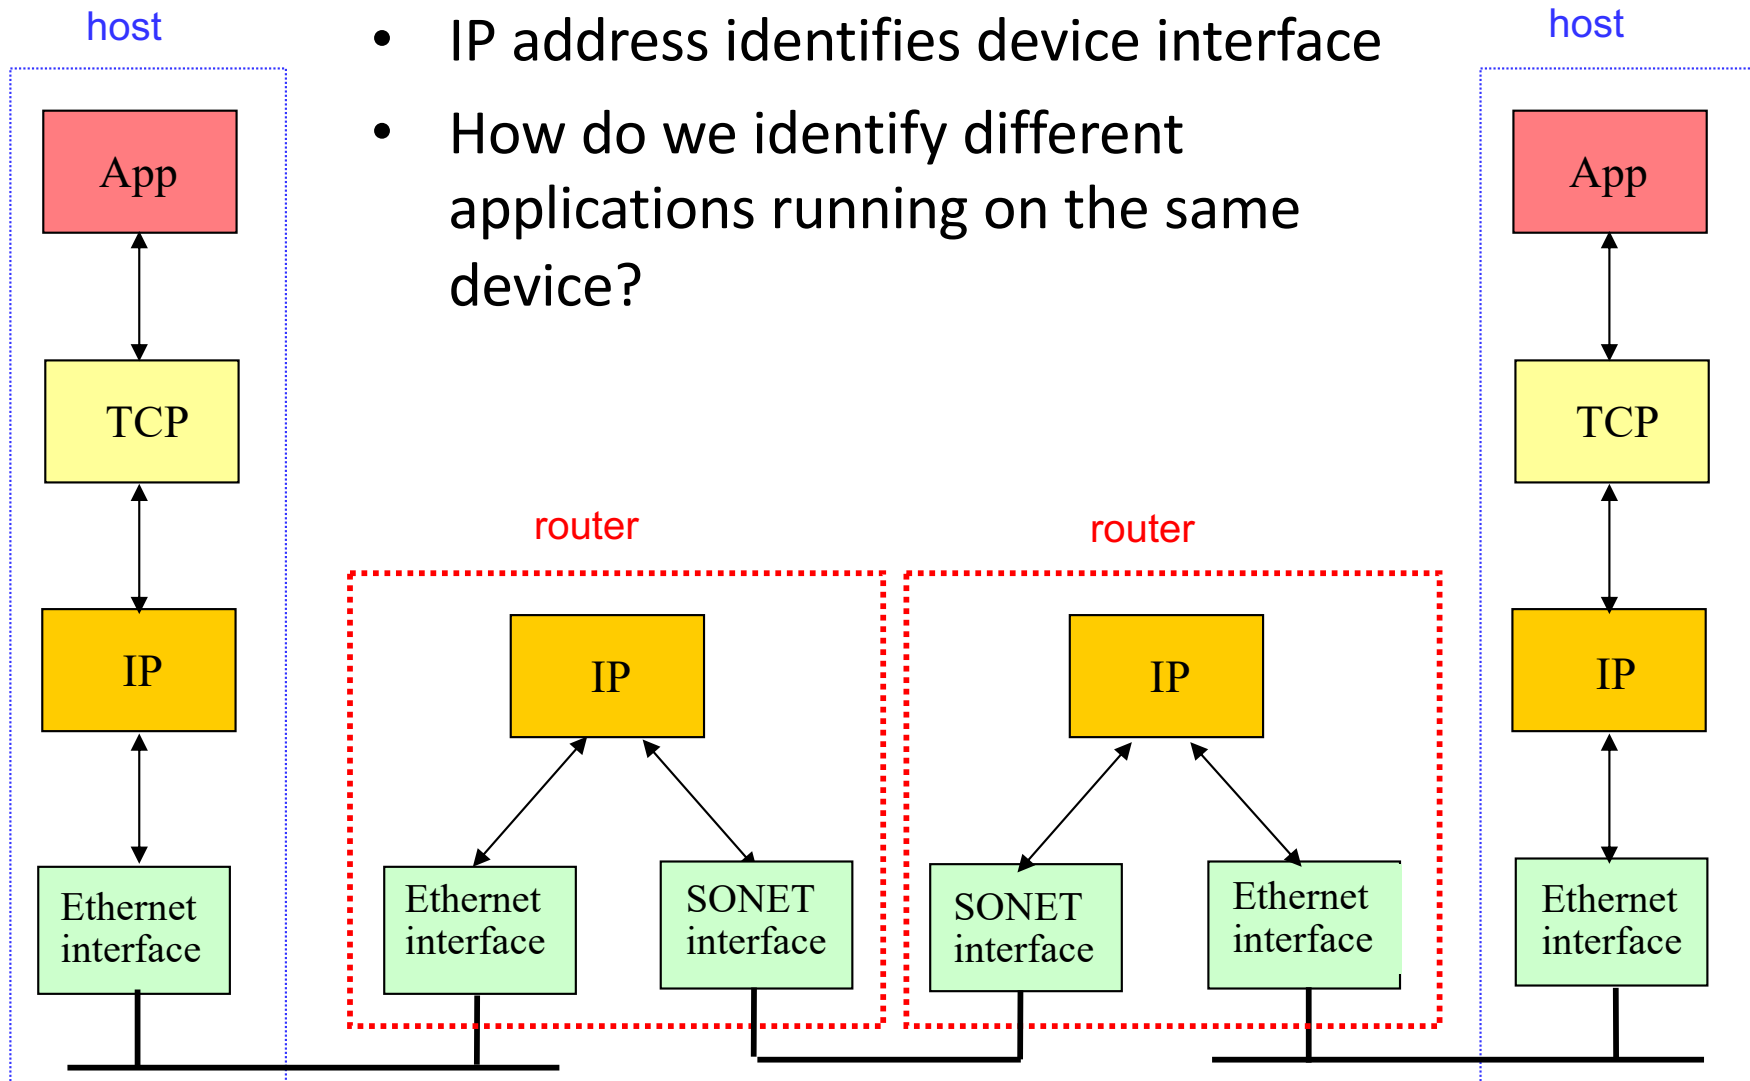 host
• IP address identifies device interface
host
• How do we identify different
applications running on the same
device?
App
App
TCP
TCP
router
router
IP
IP
IP
IP
Ethernet
interface
Ethernet
interface
SONET
interface
SONET
interface
Ethernet
interface
Ethernet
interface